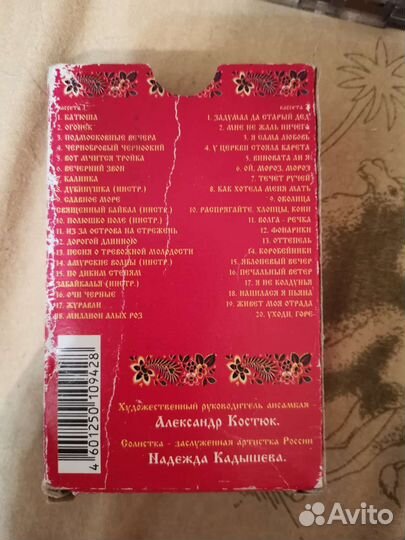 кассета 1
1. Катюша
2. Огонёк
3. Подмосковные вечера
4. Чернобровый черноокий
5. Вот мчится тройка
6. Вечерний звон
7. Калинка
8. Дубинушка (инстр.)
9. Славное море
священный Байкал (инстр.)
10. Полюшко поле (инстр.)
11. Из за острова на стрежень
12. Дорогой длинною
13. Песня о тревожной молодости
14. Амурские волны (инстр.)
15. По диким степям
Забайкалья (инстр.)
16. Очи черные
17. Журавли
18. Миллион алых роз
кассета 2
1. Задумал да старый дед
2. Мне не жаль ничего
3. Я сама любовь
4. У церкви стояла карета
5. Виновата ли я
6. Ой, мороз, мороз
7. Течет ручей
8. Как хотела меня мать
9. Околица
10. Распрягайте, хлопцы, кони
11. Волга - речка
12. Фонарики
13. Оттепель
14. Коробейники
15. Яблоневый вечер
16. Печальный ветер
17. Я не колдунья
18. Напилася я пьяна
19. Живет моя отрада
20. Уходи, горе
4 601250 109428
Художественный руководитель ансамбля -
Александр Костюк.
Солистка - заслуженная артистка России
Надежда Кадышева.
Avito